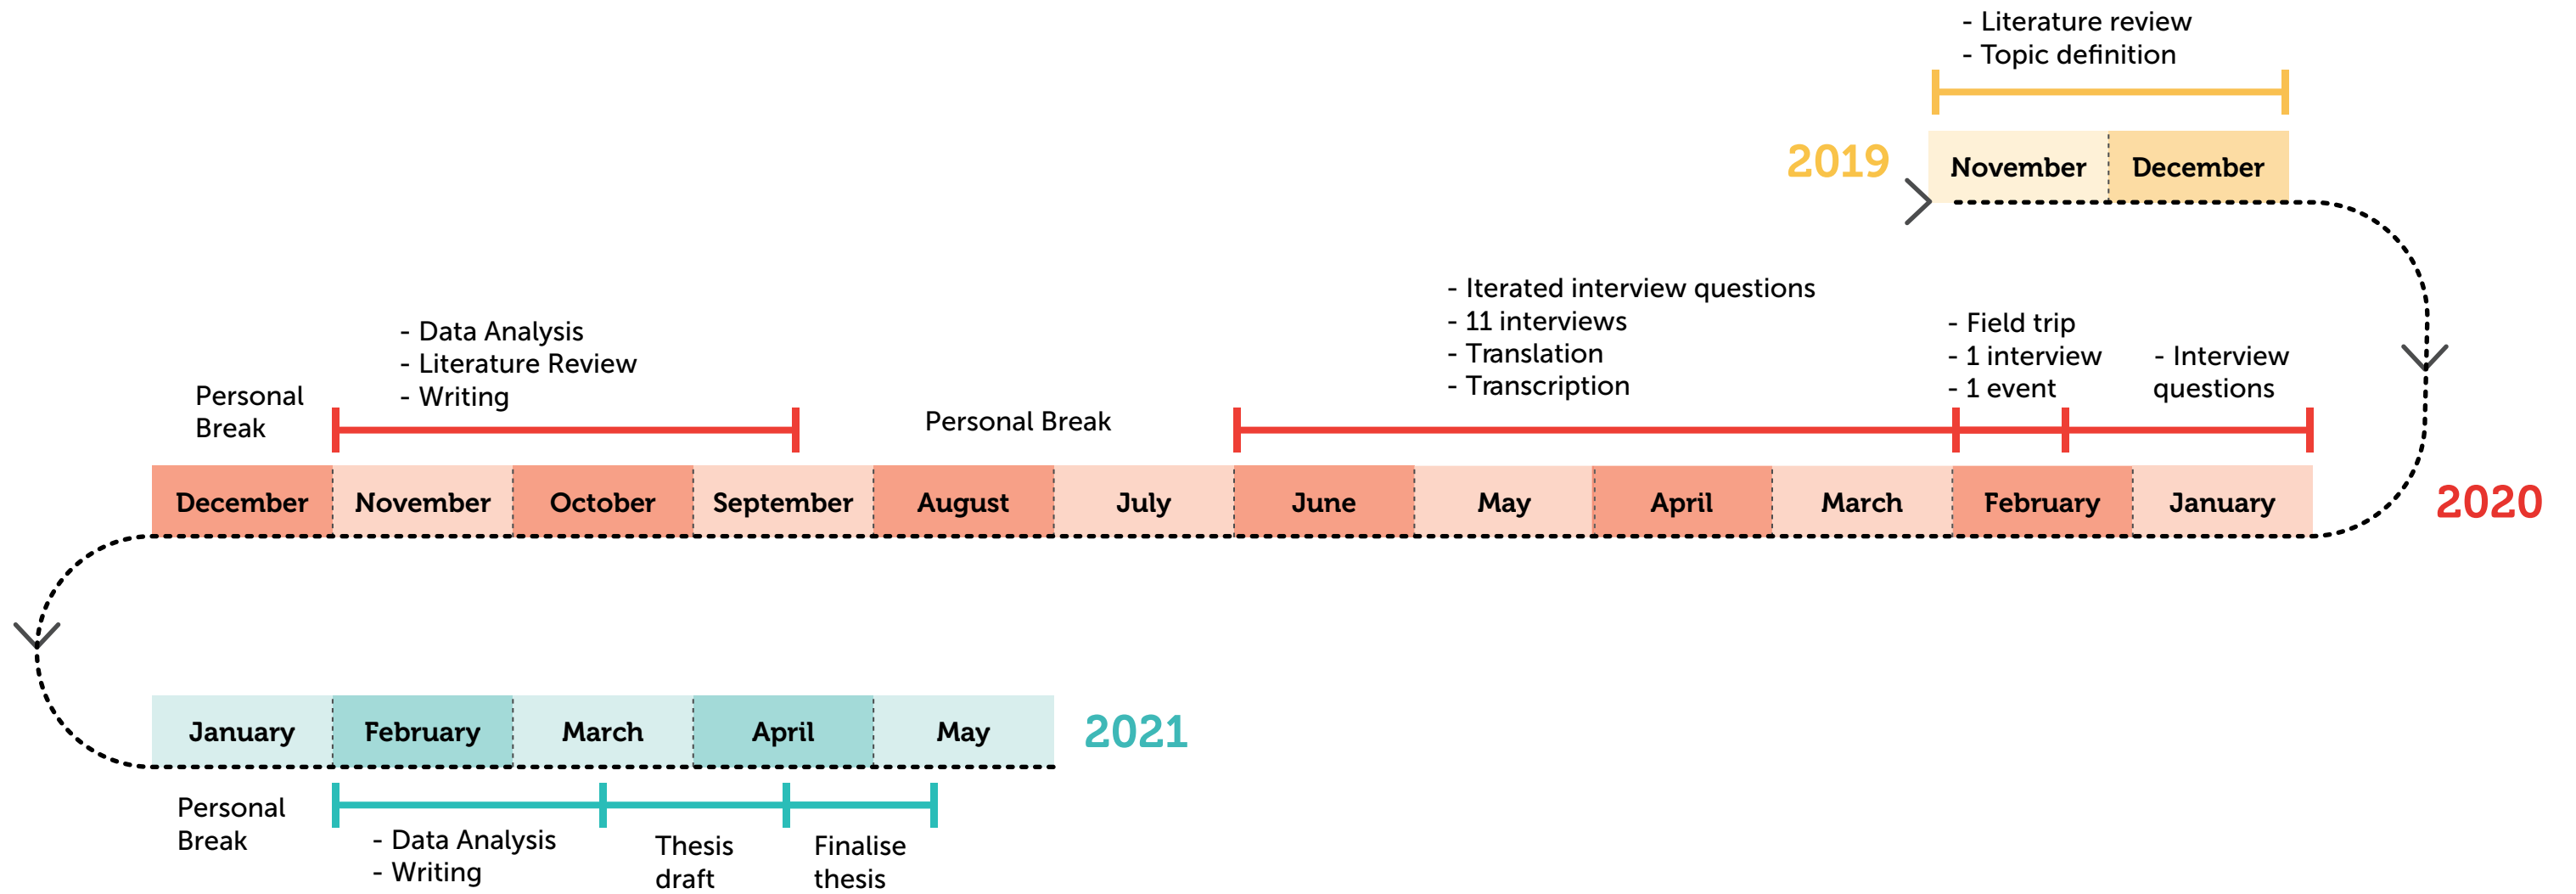 - Literature review
- Topic definition
2019
November
December
- Iterated interview questions
- 11 interviews
- Translation
- Transcription
- Field trip
- 1 interview
- 1 event
- Interview
questions
- Data Analysis
- Literature Review
- Writing
Personal
Break
Personal Break
December
November
October
September
August
July
June
May
April
March
February
January
2020
January
February
March
April
May
2021
Personal
Break
- Data Analysis
- Writing
Thesis
draft
Finalise
thesis